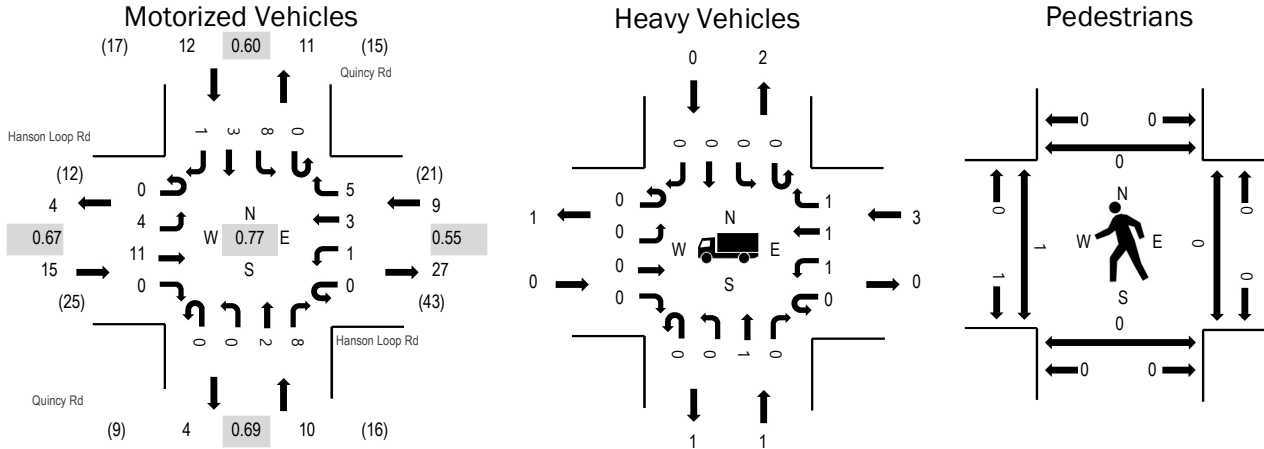 Motorized Vehicles
(17) 12 0.60 11 (15)
Quincy Rd
Hanson Loop Rd
1 3 8 0
(12) 0 5 (21)
4 4 3 9
N
0.67 W 0.77 E 0.55
S
15 11 1 27
(25) 0 0 (43)
0 0 2 8
Hanson Loop Rd
Quincy Rd
(9) 4 0.69 10 (16)
Heavy Vehicles
0 2
0 0 0 0
0 1
1 0 1 3
N
W E
S
0 0 1 0
0 0
0 0 1 0
1 1
Pedestrians
0 0
0
N
0 0
W E
1 0
S
1 0
0
0 0